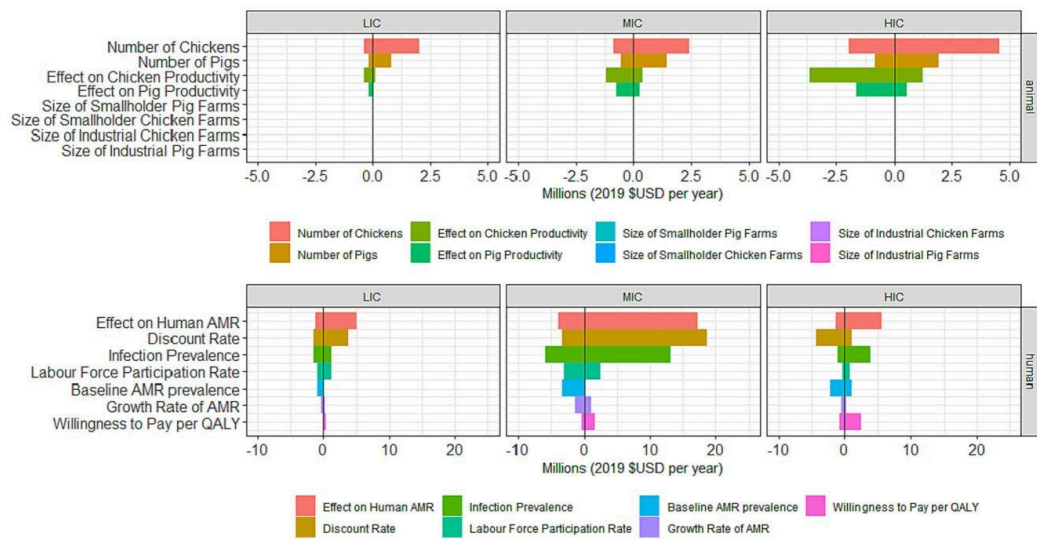 LIC MIC HIC
Number of Chickens
Number of Pigs
Effect on Chicken Productivity
Effect on Pig Productivity
Size of Smallholder Pig Farms
Size of Smallholder Chicken Farms
Size of Industrial Chicken Farms
Size of Industrial Pig Farms
animal
-5.0 -2.5 0.0 2.5 5.0 -5.0 -2.5 0.0 2.5 5.0 -5.0 -2.5 0.0 2.5 5.0
Millions (2019 $USD per year)
Number of Chickens Effect on Chicken Productivity Size of Smallholder Pig Farms Size of Industrial Chicken Farms
Number of Pigs Effect on Pig Productivity Size of Smallholder Chicken Farms Size of Industrial Pig Farms
LIC MIC HIC
Effect on Human AMR
Discount Rate
Infection Prevalence
Labour Force Participation Rate
Baseline AMR prevalence
Growth Rate of AMR
Willingness to Pay per QALY
human
-10 0 10 20 -10 0 10 20 -10 0 10 20
Millions (2019 $USD per year)
Effect on Human AMR Infection Prevalence Baseline AMR prevalence Willingness to Pay per QALY
Discount Rate Labour Force Participation Rate Growth Rate of AMR